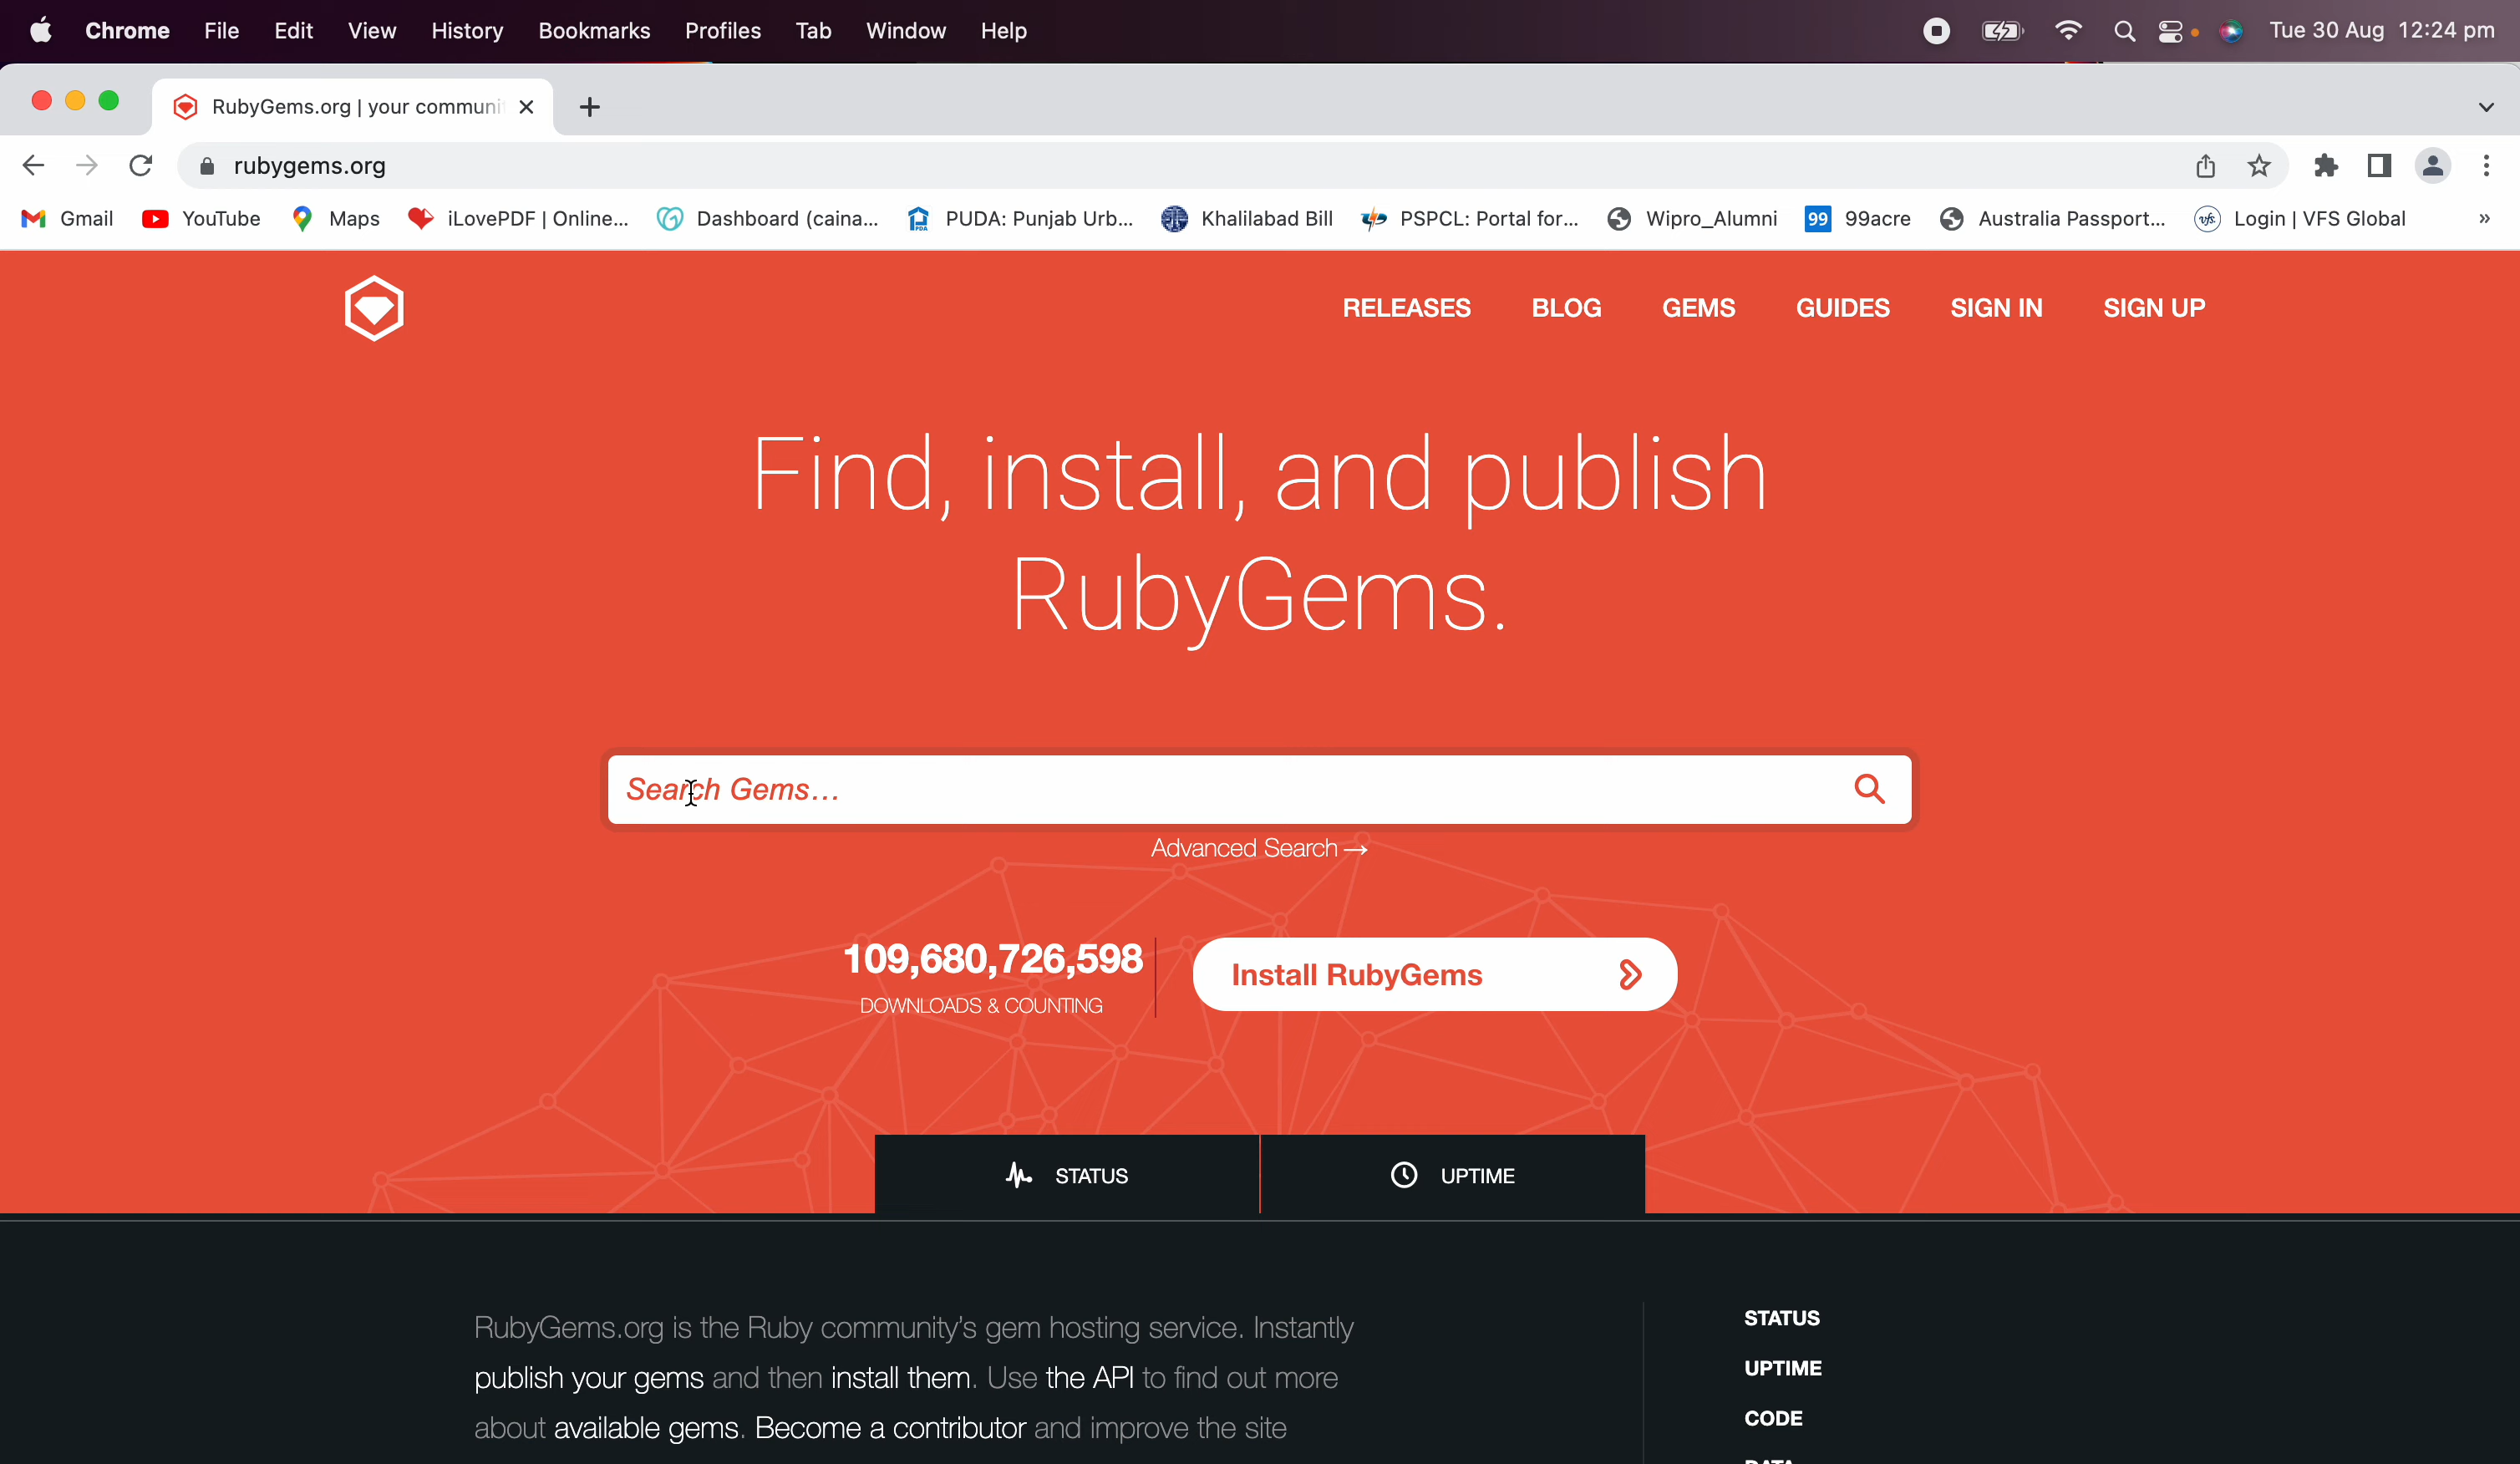 Chrome File Edit View History Bookmarks Profiles Tab Window Help Tue 30 Aug 12:24 pm
RubyGems.org | your communi
rubygems.org
Gmail YouTube Maps iLovePDF | Online... Dashboard (caina... PUDA: Punjab Urb... Khalilabad Bill PSPCL: Portal for... Wipro_Alumni 99 99acre Australia Passport... vfs. Login | VFS Global »
RELEASES BLOG GEMS GUIDES SIGN IN SIGN UP
Find, install, and publish
RubyGems.
Search Gems...
Advanced Search →
109,680,726,598
DOWNLOADS & COUNTING
Install RubyGems
STATUS UPTIME
RubyGems.org is the Ruby community's gem hosting service. Instantly
publish your gems and then install them. Use the API to find out more
about available gems. Become a contributor and improve the site
STATUS
UPTIME
CODE